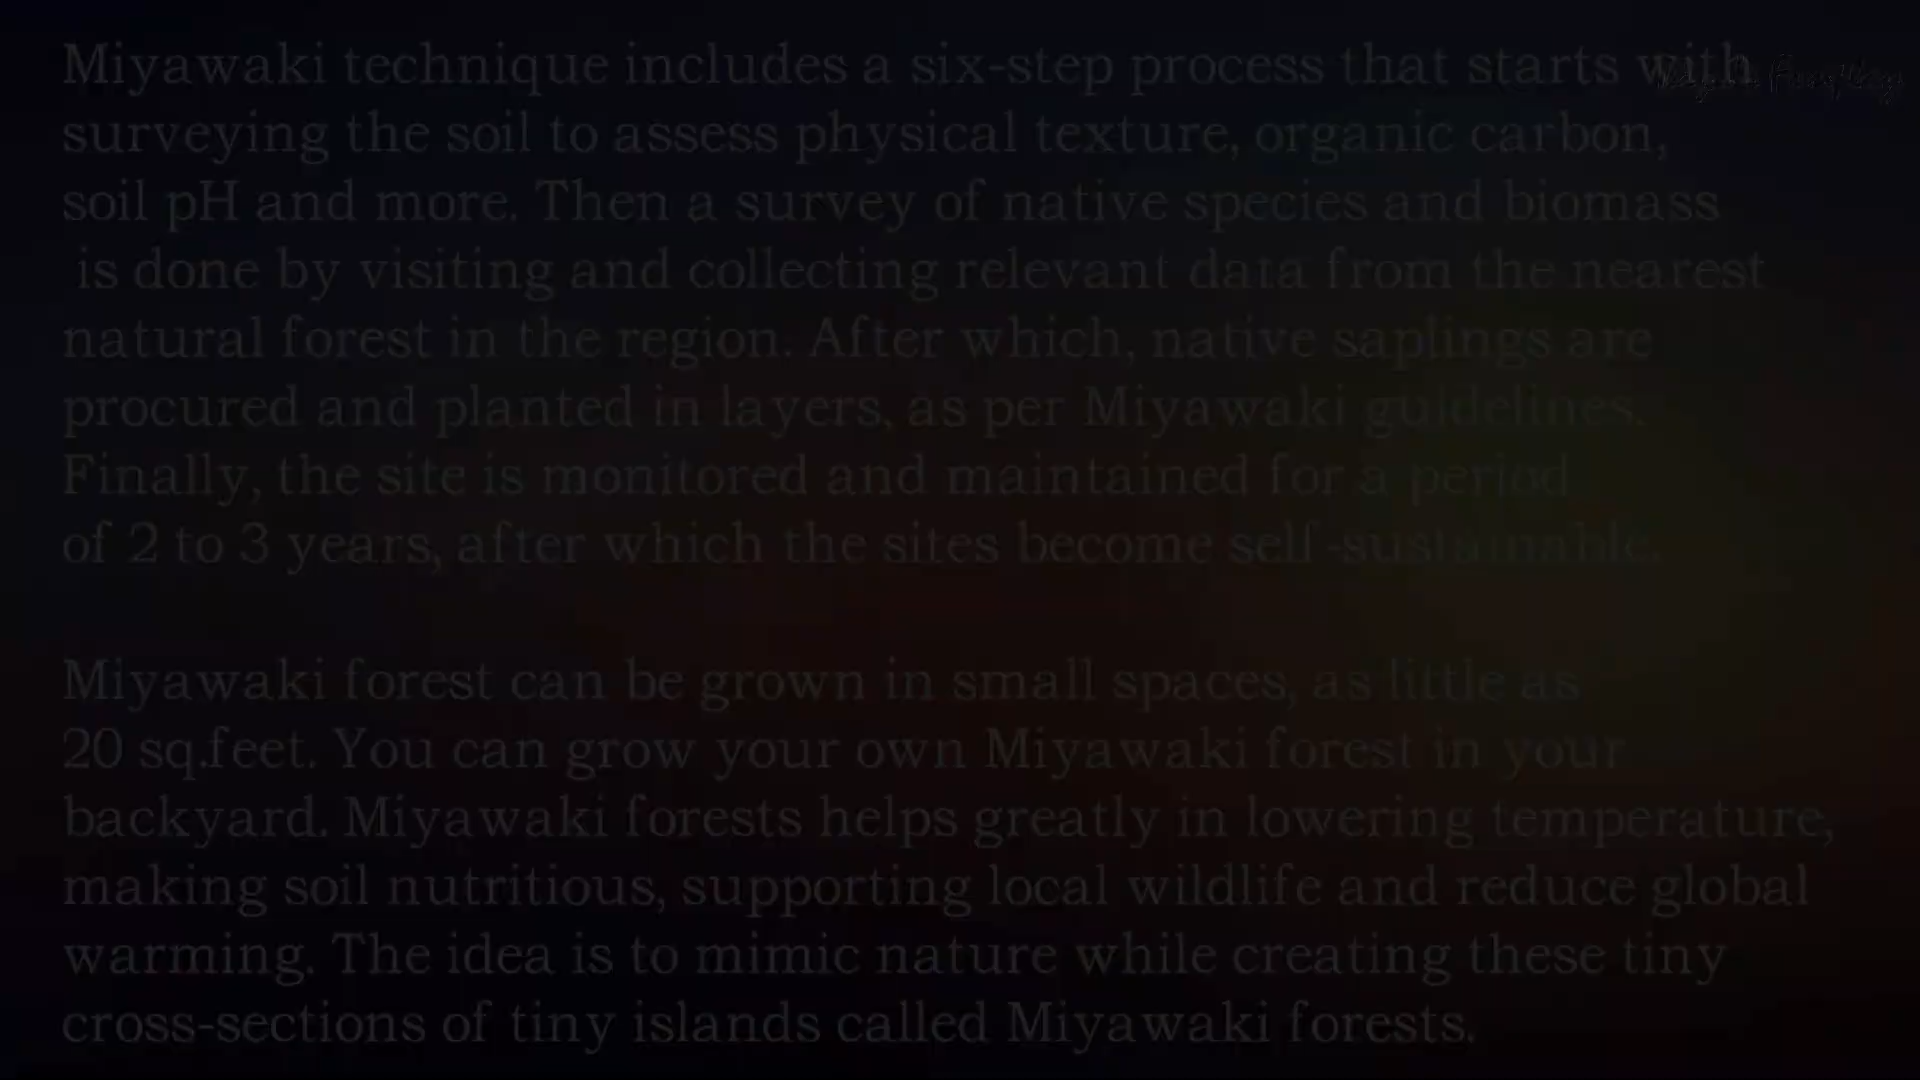 Miyawaki technique includes a six-step process that starts with
surveying the soil to assess physical texture, organic carbon,
soil pH and more. Then a survey of native species and biomass
is done by visiting and collecting relevant data from the nearest
natural forest in the region. After which, native saplings are
procured and planted in layers, as per Miyawaki guidelines.
Finally, the site is monitored and maintained for a period
of 2 to 3 years, after which the sites become self-sustainable.
Miyawaki forest can be grown in small spaces, as little as
20 sq.feet. You can grow your own Miyawaki forest in your
backyard. Miyawaki forests helps greatly in lowering temperature,
making soil nutritious, supporting local wildlife and reduce global
warming. The idea is to mimic nature while creating these tiny
cross-sections of tiny islands called Miyawaki forests.